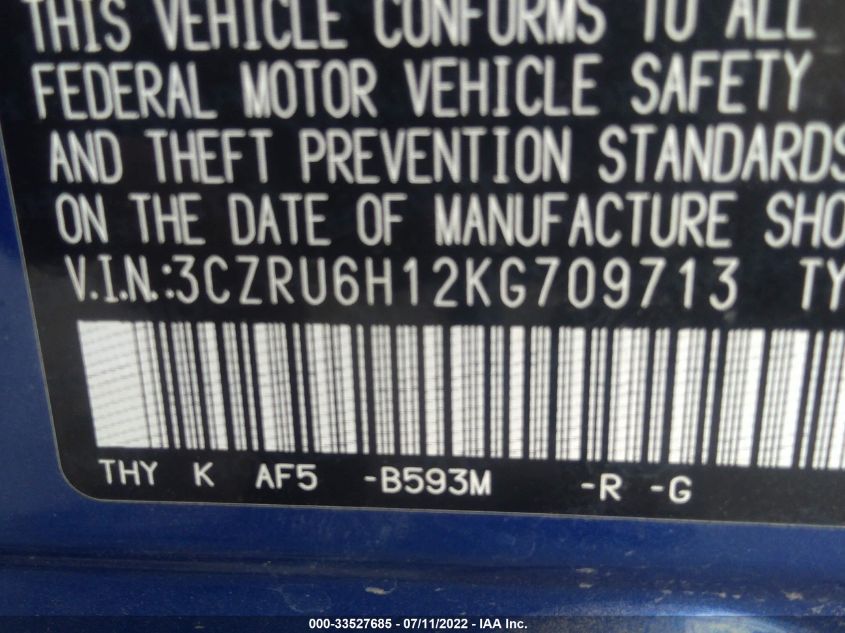 THIS VEHICLE CONFORMS TO ALL
FEDERAL MOTOR VEHICLE SAFETY
AND THEFT PREVENTION STANDARDS
ON THE DATE OF MANUFACTURE SHO
V.I.N.:3CZRU6H12KG709713 TY
THY K AF5 -B593M -R -G
000-33527685 - 07/11/2022 - IAA Inc.